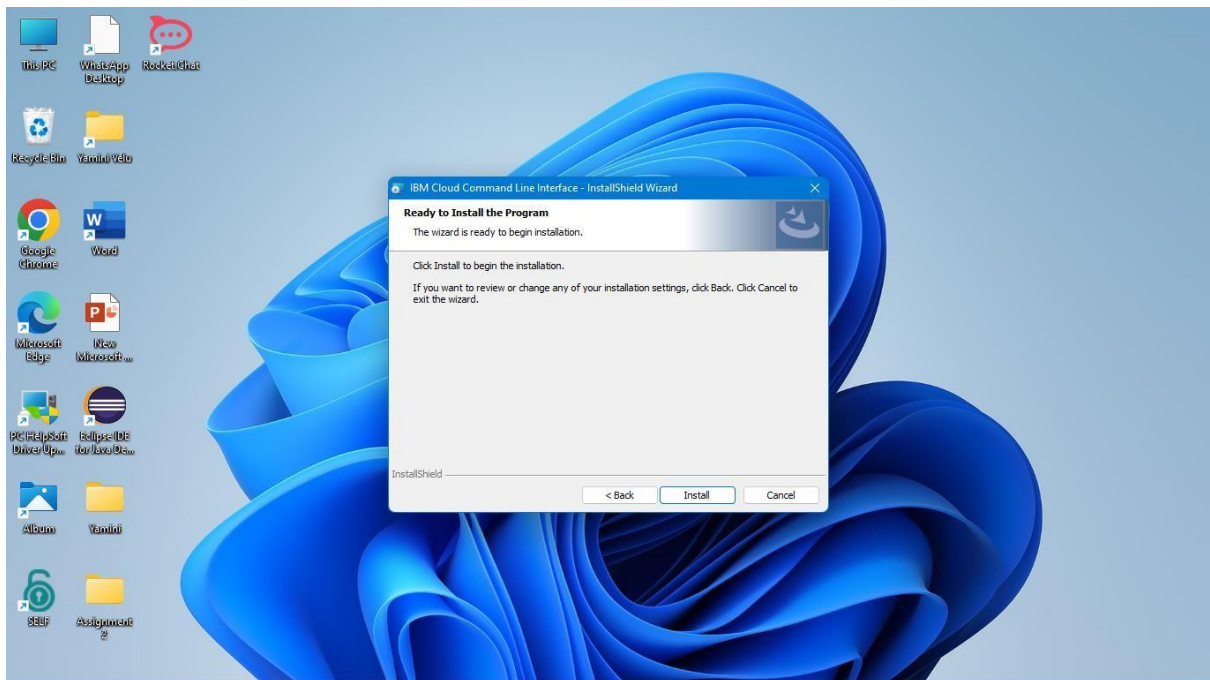 This PC
WhatsApp
Desktop
Rocket.Chat
Recycle Bin
Yamini Velu
Google
Chrome
W
Word
Microsoft
Edge
P
New
Microsoft ...
PC HelpSoft
Driver Up...
Eclipse IDE
for Java De...
Album
Yamini
SELF
Assignment
2
IBM Cloud Command Line Interface - InstallShield Wizard
Ready to Install the Program
The wizard is ready to begin installation.
Click Install to begin the installation.
If you want to review or change any of your installation settings, click Back. Click Cancel to
exit the wizard.
InstallShield
< Back
Install
Cancel